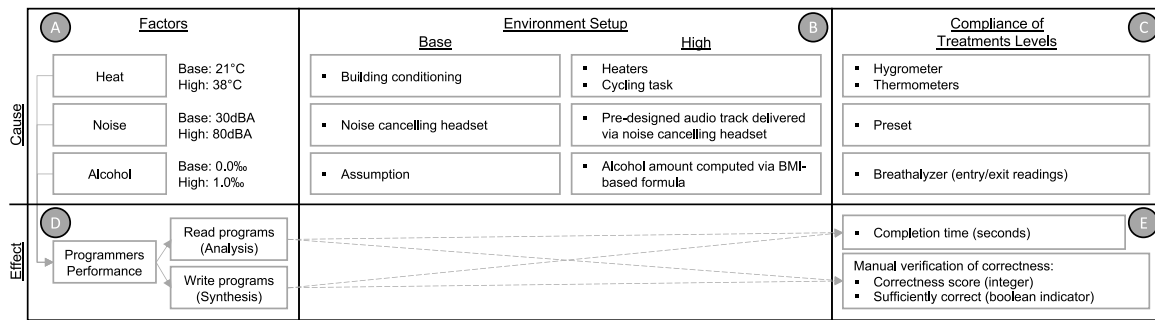 A
Factors
Environment Setup
B
Compliance of
Treatments Levels
C
Base
High
Cause
Heat
Base: 21°C
High: 38°C
▪ Building conditioning
▪ Heaters
▪ Cycling task
▪ Hygrometer
▪ Thermometers
Noise
Base: 30dBA
High: 80dBA
▪ Noise cancelling headset
▪ Pre-designed audio track delivered
via noise cancelling headset
▪ Preset
Alcohol
Base: 0.0‰
High: 1.0‰
▪ Assumption
▪ Alcohol amount computed via BMI-
based formula
▪ Breathalyzer (entry/exit readings)
Effect
D
Programmers
Performance
Read programs
(Analysis)
Write programs
(Synthesis)
E
▪ Completion time (seconds)
Manual verification of correctness:
▪ Correctness score (integer)
▪ Sufficiently correct (boolean indicator)